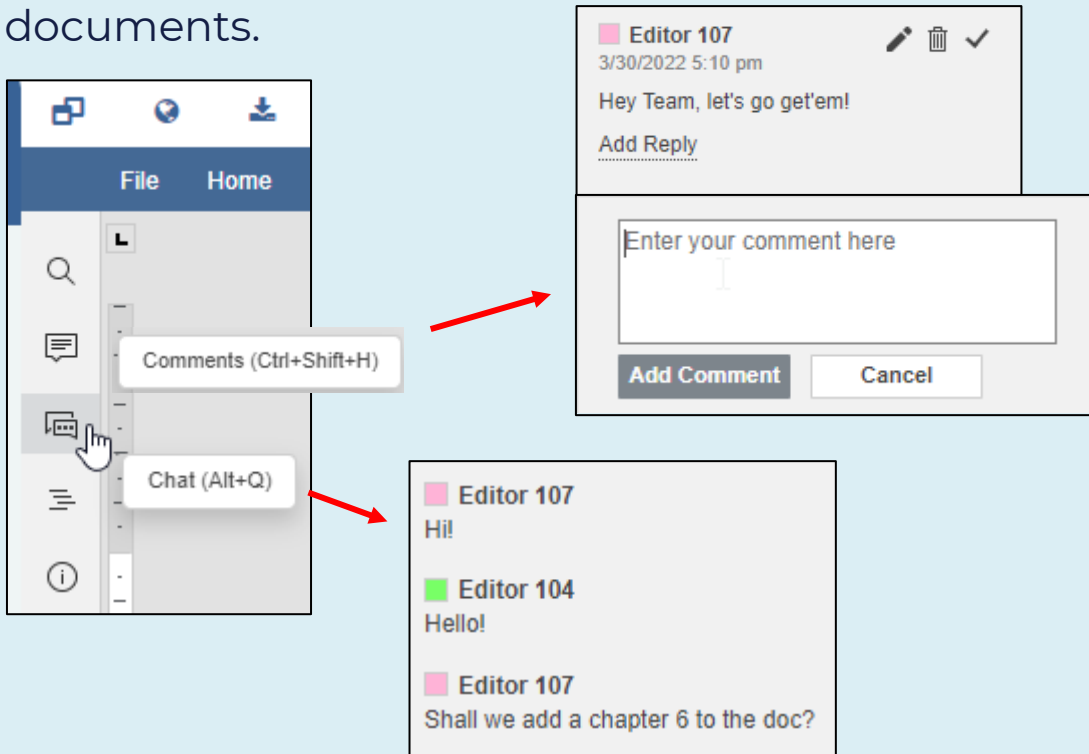 documents.
File Home
Comments (Ctrl+Shift+H)
Chat (Alt+Q)
Editor 107
3/30/2022 5:10 pm
Hey Team, let's go get'em!
Add Reply
Enter your comment here
Add Comment Cancel
Editor 107
Hi!
Editor 104
Hello!
Editor 107
Shall we add a chapter 6 to the doc?